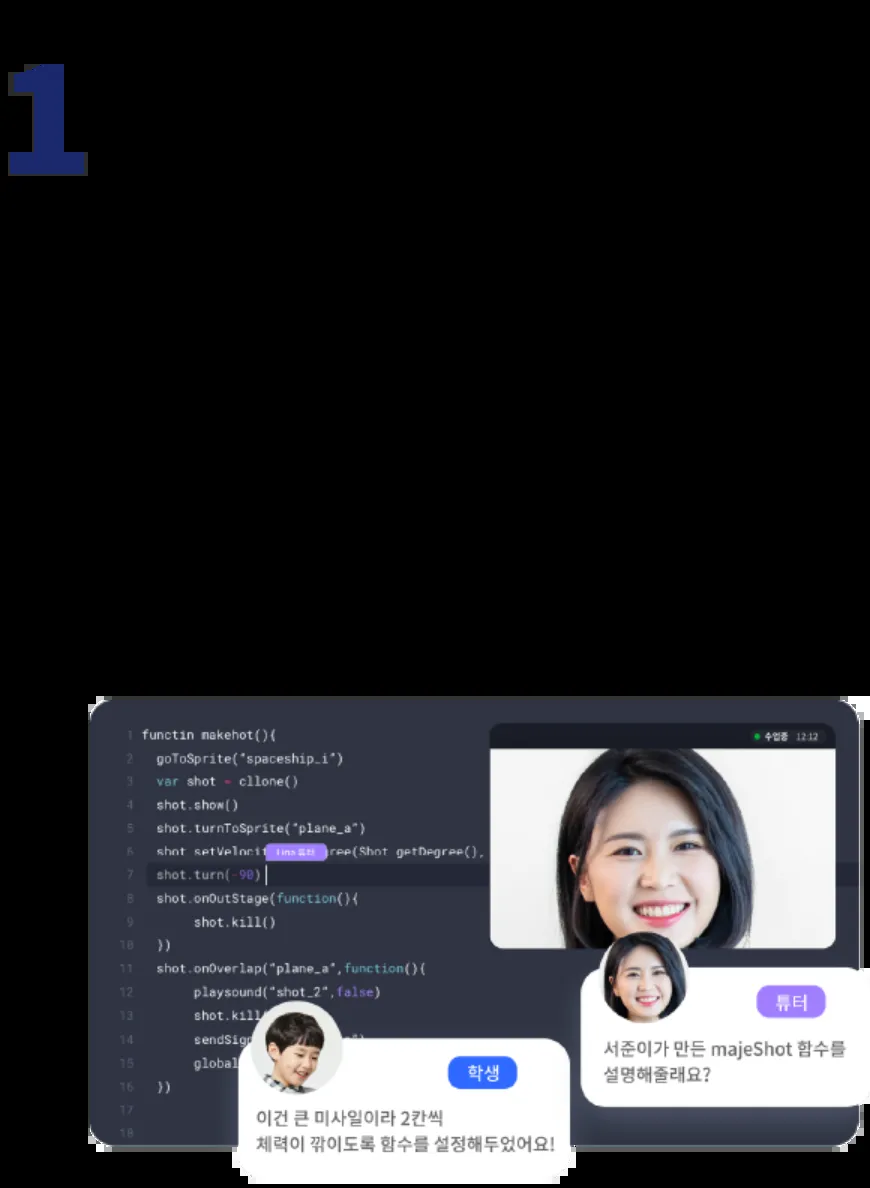 1
1 functin makehot(){
2 goToSprite("spaceship_i")
3 var shot = cllone()
4 shot.show()
5 shot.turnToSprite("plane_a")
6 shot setVelocit ree(Shot getDegree(),
Lina 튜터
7 shot.turn(-90)
8 shot.onOutStage(function(){
9 shot.kill()
10 })
11 shot.onOverlap("plane_a",function(){
12 playsound("shot_2",false)
13 shot.kill
14 sendSig ")
15 global
16 })
17
18
수업중 12:12
튜터
서준이가 만든 majeShot 함수를
설명해줄래요?
학생
이건 큰 미사일이라 2칸씩
체력이 깎이도록 함수를 설정해두었어요!